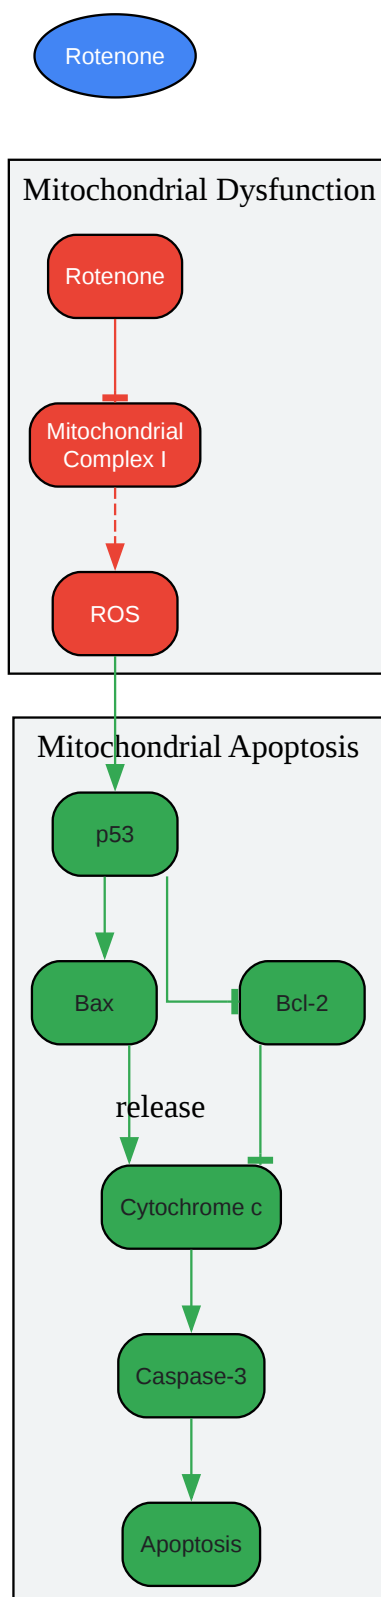 Rotenone
Mitochondrial Dysfunction
Rotenone
Mitochondrial
Complex I
ROS
Mitochondrial Apoptosis
p53
Bax
Bcl-2
release
Cytochrome c
Caspase-3
Apoptosis